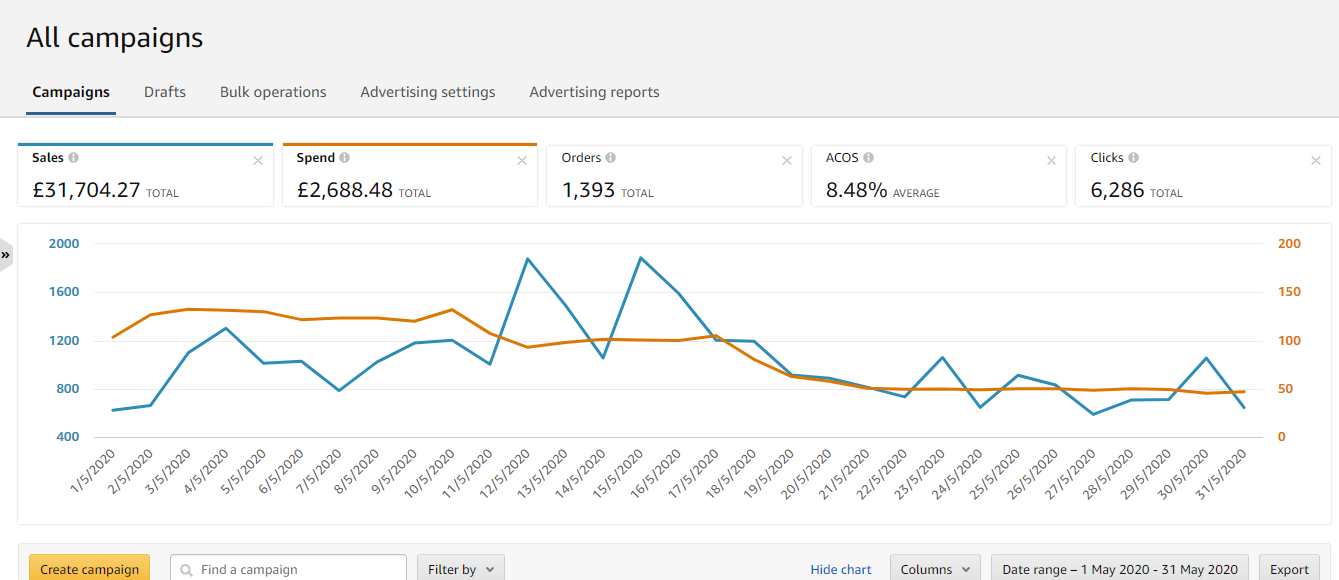 All campaigns
Campaigns Drafts Bulk operations Advertising settings Advertising reports
Sales Spend Orders ACOS Clicks
£31,704.27 TOTAL £2,688.48 TOTAL 1,393 TOTAL 8.48% AVERAGE 6,286 TOTAL
»
2000 200
1600 150
1200 100
800 50
400 0
1/5/2020 2/5/2020 3/5/2020 4/5/2020 5/5/2020 6/5/2020 7/5/2020 8/5/2020 9/5/2020 10/5/2020 11/5/2020 12/5/2020 13/5/2020 14/5/2020 15/5/2020 16/5/2020 17/5/2020 18/5/2020 19/5/2020 20/5/2020 21/5/2020 22/5/2020 23/5/2020 24/5/2020 25/5/2020 26/5/2020 27/5/2020 28/5/2020 29/5/2020 30/5/2020 31/5/2020
Create campaign Find a campaign Filter by Hide chart Columns Date range – 1 May 2020 - 31 May 2020 Export